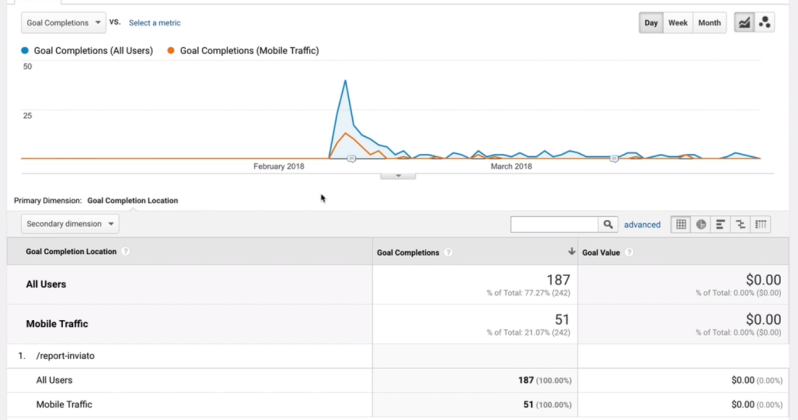 Goal Completions VS. Select a metric Day Week Month
Goal Completions (All Users) Goal Completions (Mobile Traffic)
50
25
February 2018 March 2018
Primary Dimension: Goal Completion Location
Secondary dimension advanced
Goal Completion Location ? Goal Completions ? Goal Value ?
All Users 187 $0.00
% of Total: 77.27% (242) % of Total: 0.00% ($0.00)
Mobile Traffic 51 $0.00
% of Total: 21.07% (242) % of Total: 0.00% ($0.00)
1. /report-inviato
All Users 187 (100.00%) $0.00 (0.00%)
Mobile Traffic 51 (100.00%) $0.00 (0.00%)